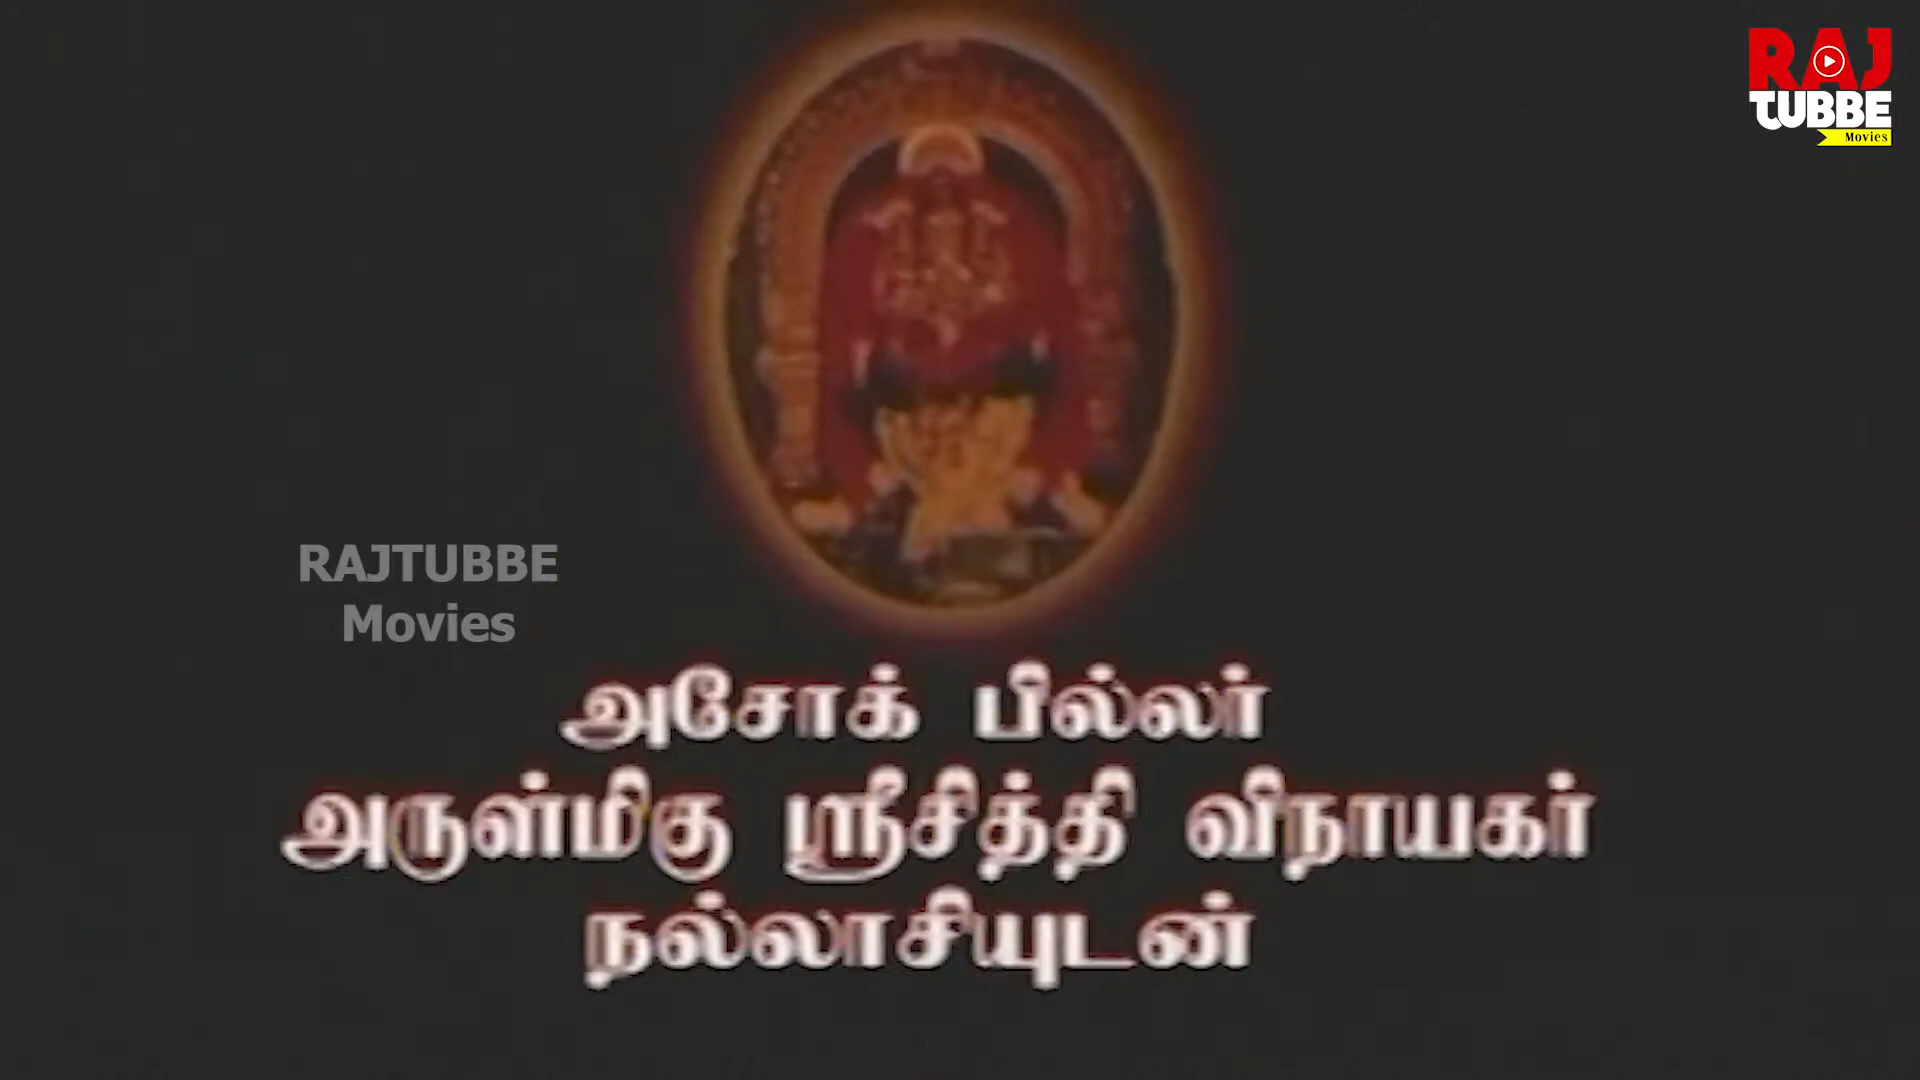 RAJ
TUBBE
Movies
RAJTUBBE
Movies
அசோக் பில்லர்
அருள்மிகு ஸ்ரீசித்தி விநாயகர்
நல்லாசியுடன்